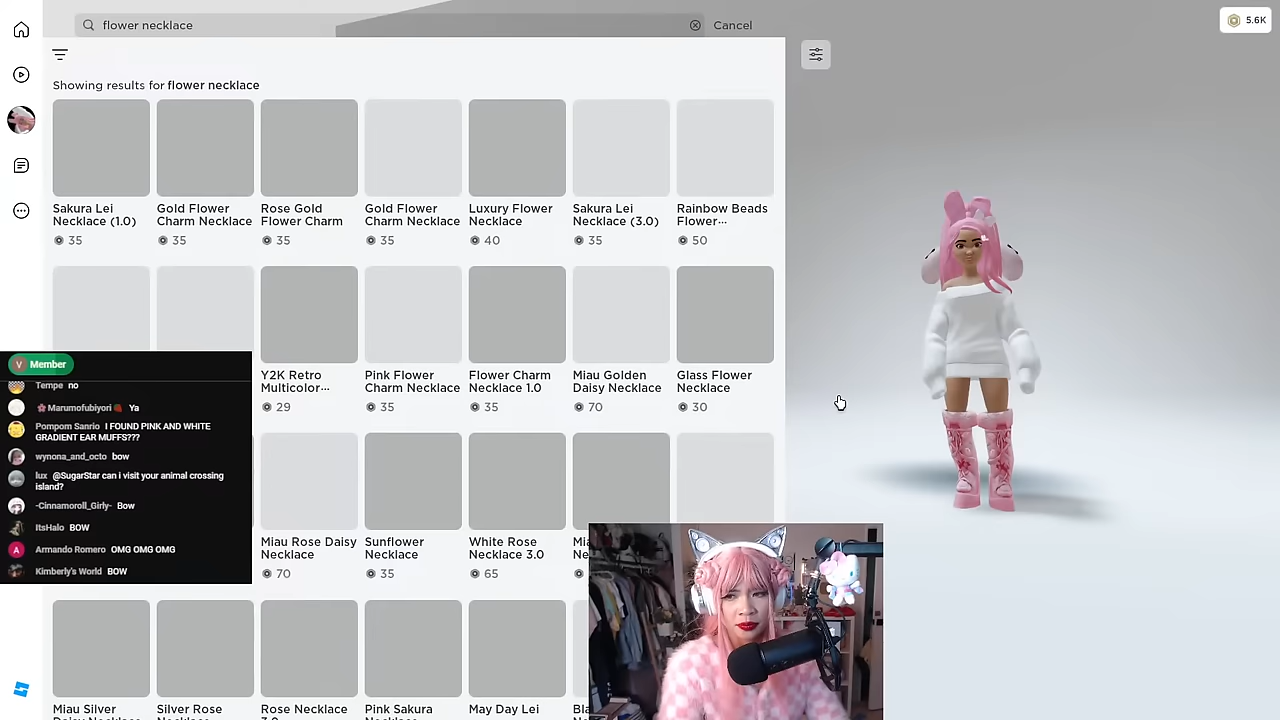 flower necklace
Cancel
5.6K
Showing results for flower necklace
Sakura Lei
Necklace (1.0)
35
Gold Flower
Charm Necklace
35
Rose Gold
Flower Charm
35
Gold Flower
Charm Necklace
35
Luxury Flower
Necklace
40
Sakura Lei
Necklace (3.0)
35
Rainbow Beads
Flower...
50
Y2K Retro
Multicolor...
29
Pink Flower
Charm Necklace
35
Flower Charm
Necklace 1.0
35
Miau Golden
Daisy Necklace
70
Glass Flower
Necklace
30
V Member
Tempe no
Marumofubiyori Ya
Pompom Sanrio I FOUND PINK AND WHITE
GRADIENT EAR MUFFS???
wynona_and_octo bow
lux @SugarStar can i visit your animal crossing
island?
-Cinnamoroll_Girly- Bow
ItsHalo BOW
A Armando Romero OMG OMG OMG
Kimberly's World BOW
Miau Rose Daisy
Necklace
70
Sunflower
Necklace
35
White Rose
Necklace 3.0
65
Miau Silver
Silver Rose
Rose Necklace
Pink Sakura
May Day Lei